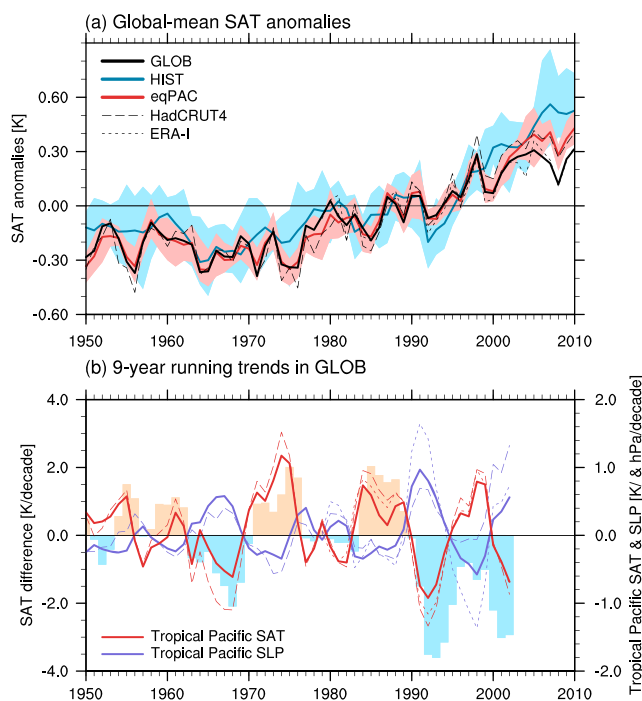 (a) Global-mean SAT anomalies
GLOB
HIST
eqPAC
HadCRUT4
ERA-I
SAT anomalies [K]
0.60
0.30
0.00
-0.30
-0.60
1950 1960 1970 1980 1990 2000 2010
(b) 9-year running trends in GLOB
SAT difference [K/decade]
4.0
2.0
0.0
-2.0
-4.0
2.0
1.0
0.0
-1.0
-2.0
Tropical Pacific SAT & SLP [K/ & hPa/decade]
Tropical Pacific SAT
Tropical Pacific SLP
1950 1960 1970 1980 1990 2000 2010